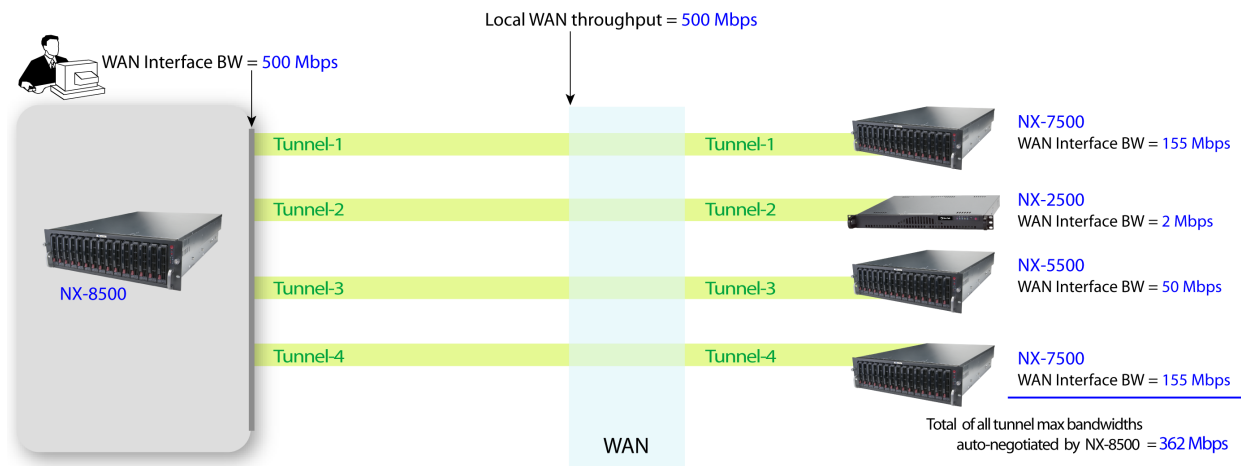 Local WAN throughput = 500 Mbps
WAN Interface BW = 500 Mbps
Tunnel-1
Tunnel-1
NX-7500
WAN Interface BW = 155 Mbps
Tunnel-2
Tunnel-2
NX-2500
WAN Interface BW = 2 Mbps
NX-8500
Tunnel-3
Tunnel-3
NX-5500
WAN Interface BW = 50 Mbps
Tunnel-4
Tunnel-4
NX-7500
WAN Interface BW = 155 Mbps
WAN
Total of all tunnel max bandwidths
auto-negotiated by NX-8500 = 362 Mbps